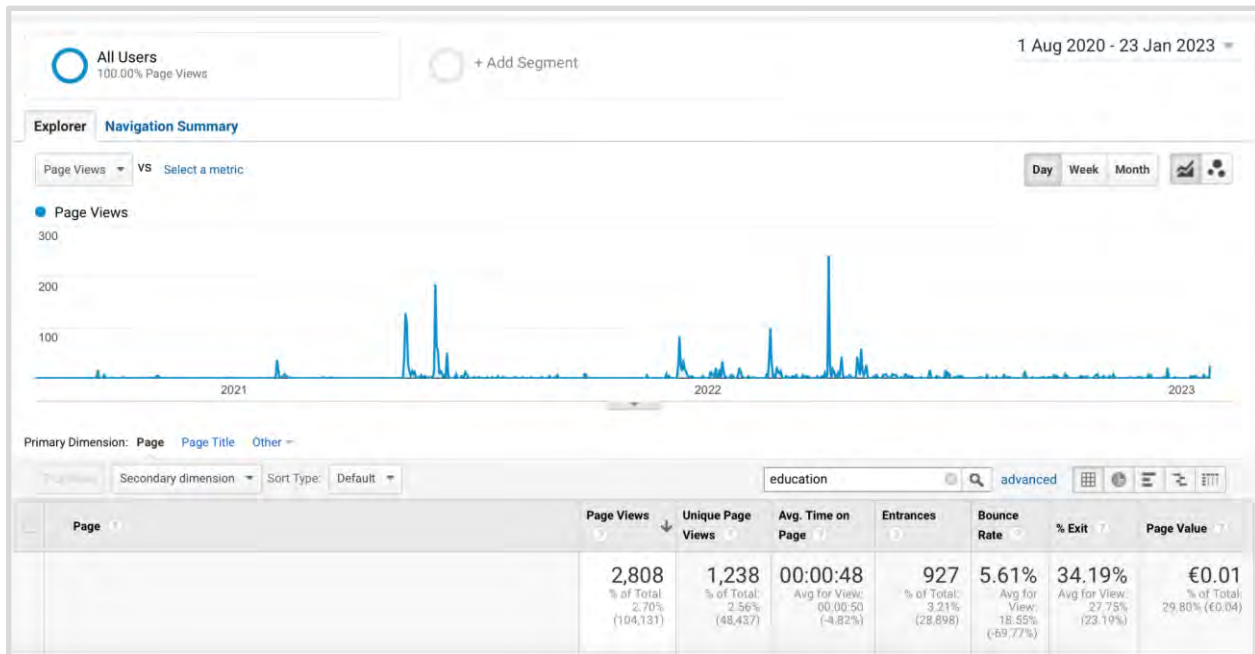 All Users
100.00% Page Views
+ Add Segment
1 Aug 2020 - 23 Jan 2023
Explorer Navigation Summary
Page Views VS Select a metric
Day Week Month
Page Views
300
200
100
2021 2022 2023
Primary Dimension: Page Page Title Other
Secondary dimension Sort Type: Default education advanced
Page ? Page Views ? Unique Page Views ? Avg. Time on Page ? Entrances ? Bounce Rate ? % Exit ? Page Value ?
2,808 1,238 00:00:48 927 5.61% 34.19% €0.01
% of Total: 2.70% (104,131)
% of Total: 2.56% (48,437)
Avg for View: 00:00:50 (-4.82%)
% of Total: 3.21% (28,898)
Avg for View: 18.55% (-69.77%)
Avg for View: 27.75% (23.19%)
% of Total: 29.80% (€0.04)